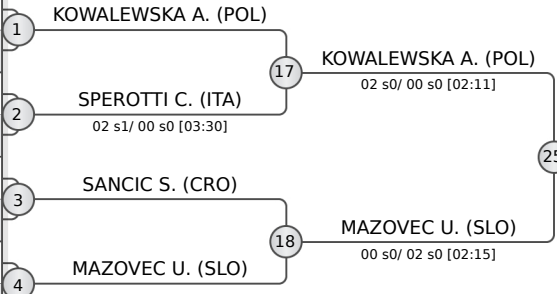 KOWALEWSKA A. (POL)
1
17
KOWALEWSKA A. (POL)
02 s0/ 00 s0 [02:11]
SPEROTTI C. (ITA)
2
02 s1/ 00 s0 [03:30]
25
SANCIC S. (CRO)
3
18
MAZOVEC U. (SLO)
00 s0/ 02 s0 [02:15]
MAZOVEC U. (SLO)
4